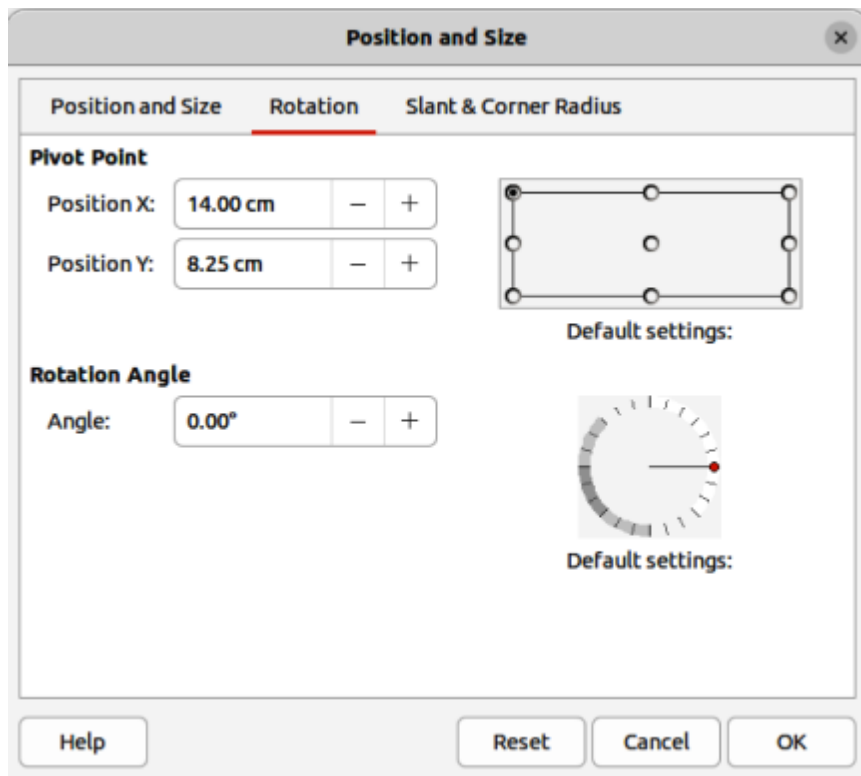 Position and Size
Position and Size Rotation Slant & Corner Radius
Pivot Point
Position X: 14.00 cm − +
Position Y: 8.25 cm − +
Default settings:
Rotation Angle
Angle: 0.00° − +
Default settings:
Help Reset Cancel OK